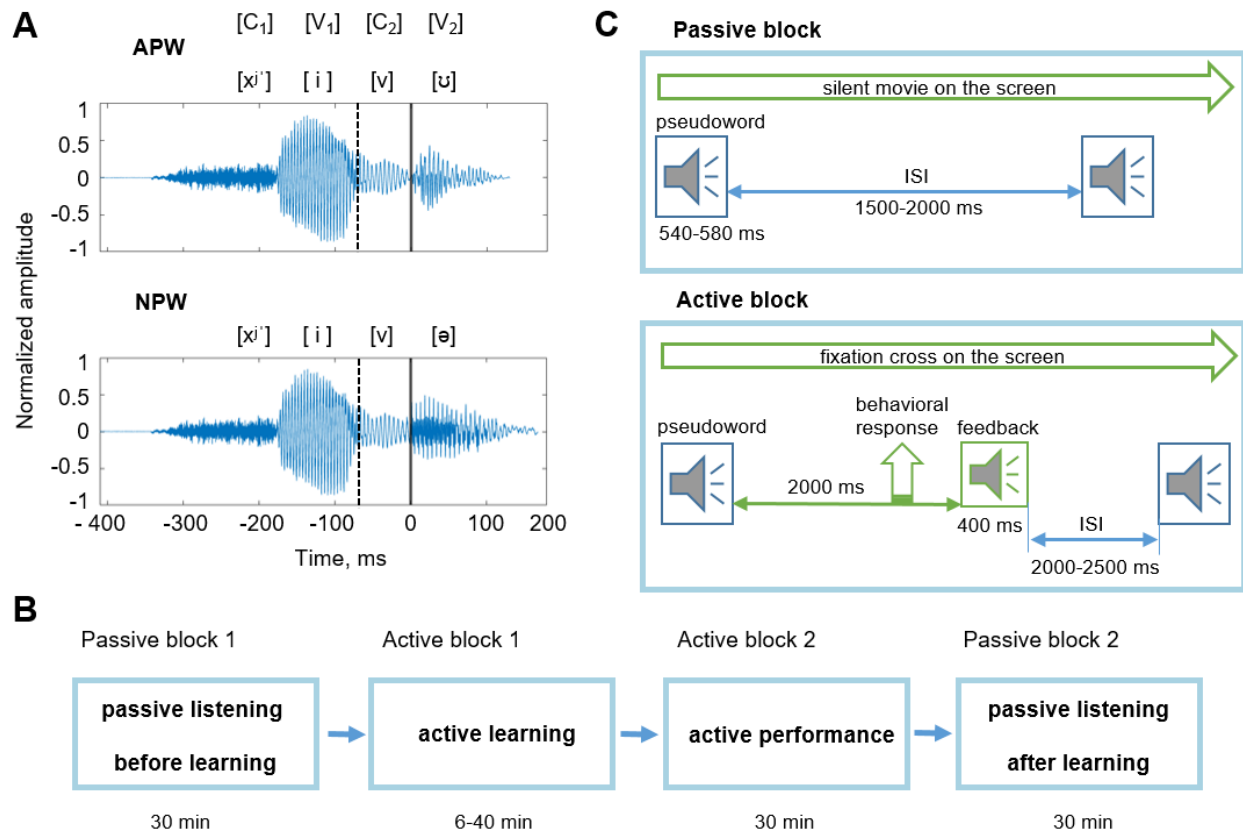 A
[C₁] [V₁] [C₂] [V₂]
APW
[xʲˈ] [ i ] [v] [ʊ]
1
0.5
0
-0.5
-1
NPW
[xʲˈ] [ i ] [v] [ə]
1
0.5
0
-0.5
-1
Normalized amplitude
- 400 -300 -200 -100 0 100 200
Time, ms
C
Passive block
silent movie on the screen
pseudoword
ISI
1500-2000 ms
540-580 ms
Active block
fixation cross on the screen
behavioral
response
pseudoword
feedback
2000 ms
400 ms
ISI
2000-2500 ms
B
Passive block 1 Active block 1 Active block 2 Passive block 2
passive listening
before learning
active learning
active performance
passive listening
after learning
30 min 6-40 min 30 min 30 min